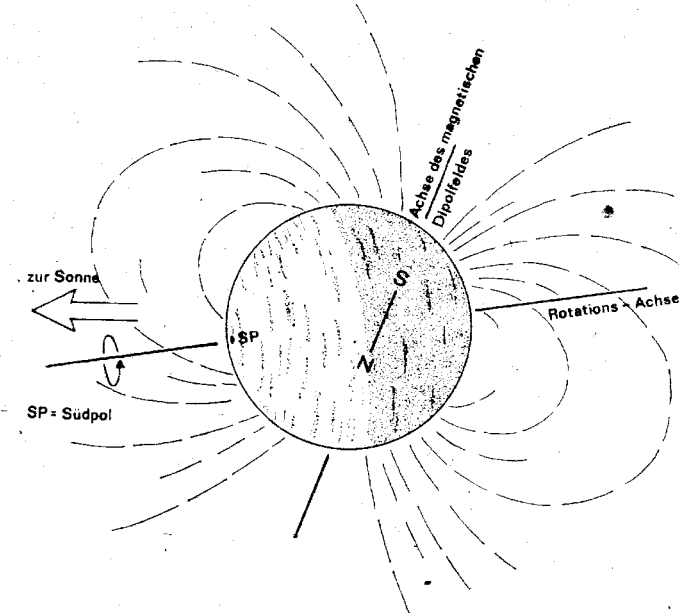 Achse des magnetischen
Dipolfeldes
zur Sonne
S
SP
N
Rotations - Achse
SP = Südpol